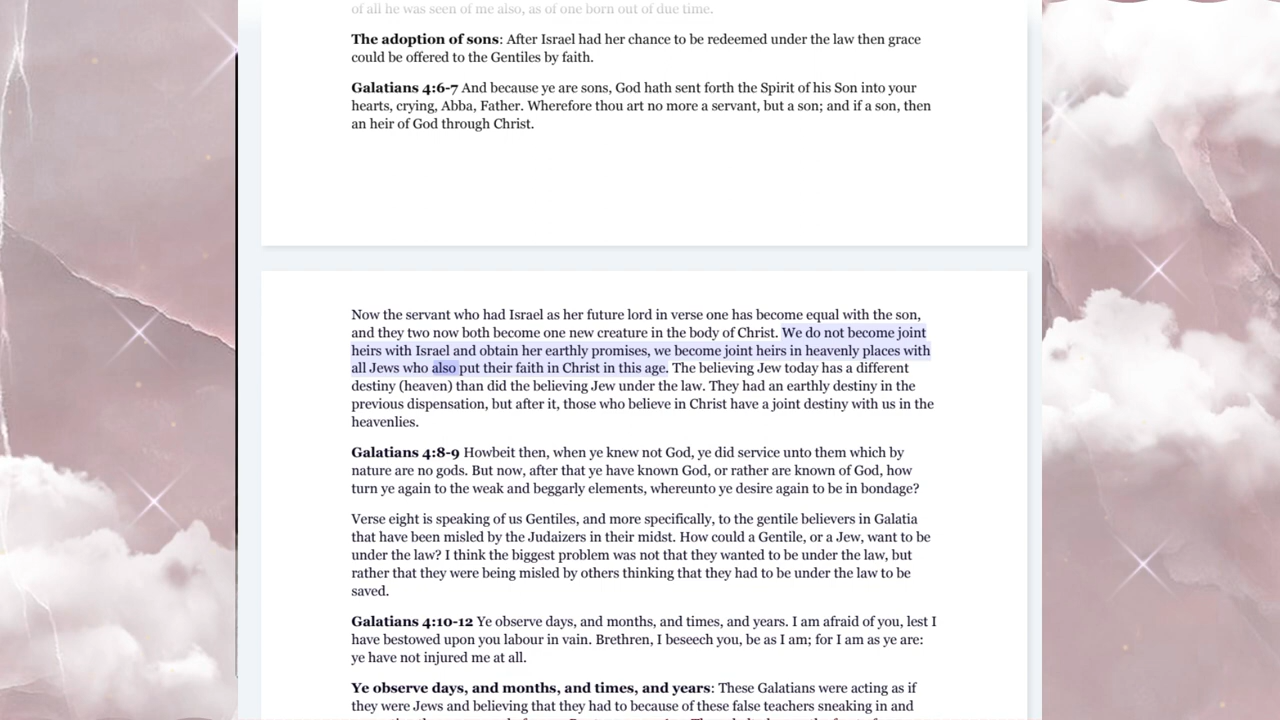 of all he was seen of me also, as of one born out of due time.
The adoption of sons: After Israel had her chance to be redeemed under the law then grace
could be offered to the Gentiles by faith.
Galatians 4:6-7 And because ye are sons, God hath sent forth the Spirit of his Son into your
hearts, crying, Abba, Father. Wherefore thou art no more a servant, but a son; and if a son, then
an heir of God through Christ.
Now the servant who had Israel as her future lord in verse one has become equal with the son,
and they two now both become one new creature in the body of Christ. We do not become joint
heirs with Israel and obtain her earthly promises, we become joint heirs in heavenly places with
all Jews who also put their faith in Christ in this age. The believing Jew today has a different
destiny (heaven) than did the believing Jew under the law. They had an earthly destiny in the
previous dispensation, but after it, those who believe in Christ have a joint destiny with us in the
heavenlies.
Galatians 4:8-9 Howbeit then, when ye knew not God, ye did service unto them which by
nature are no gods. But now, after that ye have known God, or rather are known of God, how
turn ye again to the weak and beggarly elements, whereunto ye desire again to be in bondage?
Verse eight is speaking of us Gentiles, and more specifically, to the gentile believers in Galatia
that have been misled by the Judaizers in their midst. How could a Gentile, or a Jew, want to be
under the law? I think the biggest problem was not that they wanted to be under the law, but
rather that they were being misled by others thinking that they had to be under the law to be
saved.
Galatians 4:10-12 Ye observe days, and months, and times, and years. I am afraid of you, lest I
have bestowed upon you labour in vain. Brethren, I beseech you, be as I am; for I am as ye are:
ye have not injured me at all.
Ye observe days, and months, and times, and years: These Galatians were acting as if
they were Jews and believing that they had to because of these false teachers sneaking in and